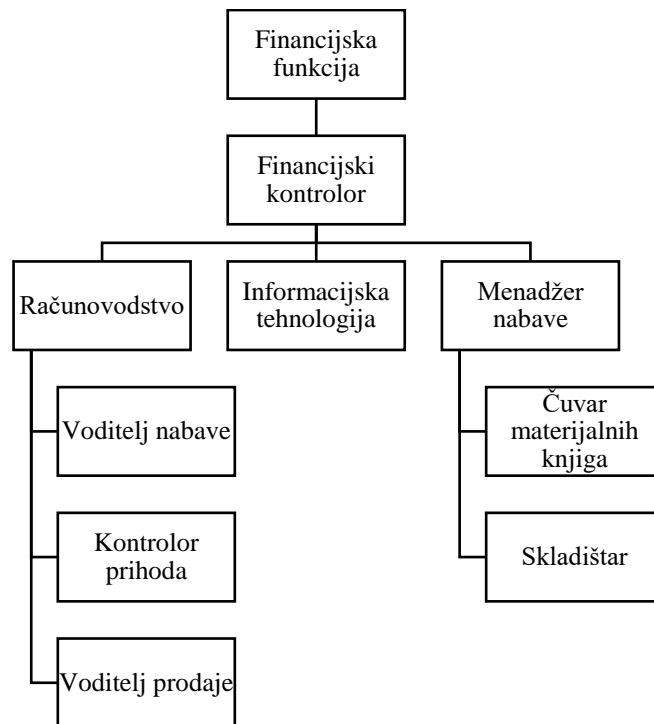 Financijska
funkcija
Financijski
kontrolor
Računovodstvo
Informacijska
tehnologija
Menadžer
nabave
Voditelj nabave
Kontrolor
prihoda
Voditelj prodaje
Čuvar
materijalnih
knjiga
Skladištar